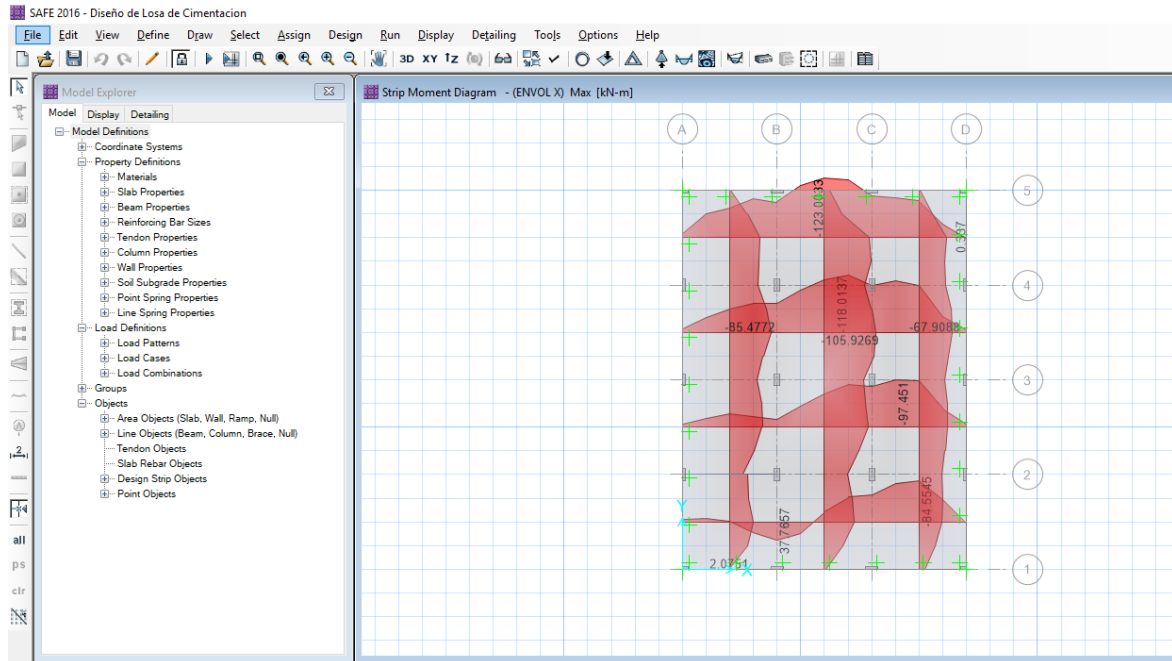 SAFE 2016 - Diseño de Losa de Cimentacion
File Edit View Define Draw Select Assign Design Run Display Detailing Tools Options Help
3D XY ↑Z
Model Explorer
Model Display Detailing
Model Definitions
Coordinate Systems
Property Definitions
Materials
Slab Properties
Beam Properties
Reinforcing Bar Sizes
Tendon Properties
Column Properties
Wall Properties
Soil Subgrade Properties
Point Spring Properties
Line Spring Properties
Load Definitions
Load Patterns
Load Cases
Load Combinations
Groups
Objects
Area Objects (Slab, Wall, Ramp, Null)
Line Objects (Beam, Column, Brace, Null)
Tendon Objects
Slab Rebar Objects
Design Strip Objects
Point Objects
2
all
ps
clr
Strip Moment Diagram - (ENVOL X) Max [kN-m]
A B C D
5
-123.0033
0.337
4
-118.0137
-85.4772
-67.9088
-105.9269
3
-97.451
2
-84.5545
37.7657
Y
2.0751
X
1